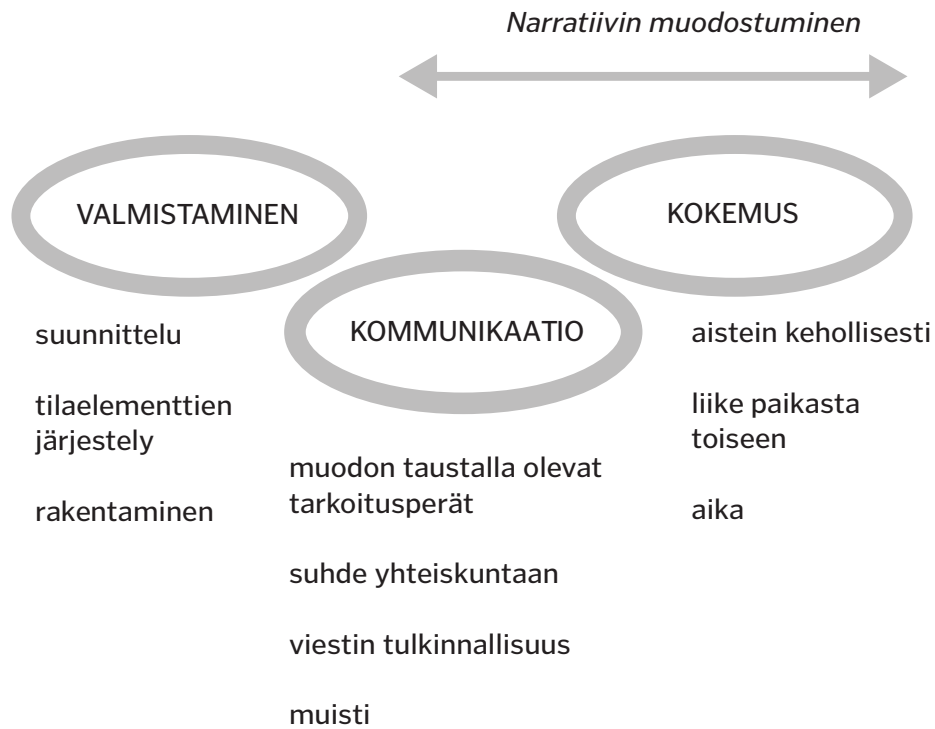 Narratiivin muodostuminen
VALMISTAMINEN
suunnittelu
tilaelementtien
järjestely
rakentaminen
KOMMUNIKAATIO
muodon taustalla olevat
tarkoitusperät
suhde yhteiskuntaan
viestin tulkinnallisuus
muisti
KOKEMUS
aistein kehollisesti
liike paikasta
toiseen
aika